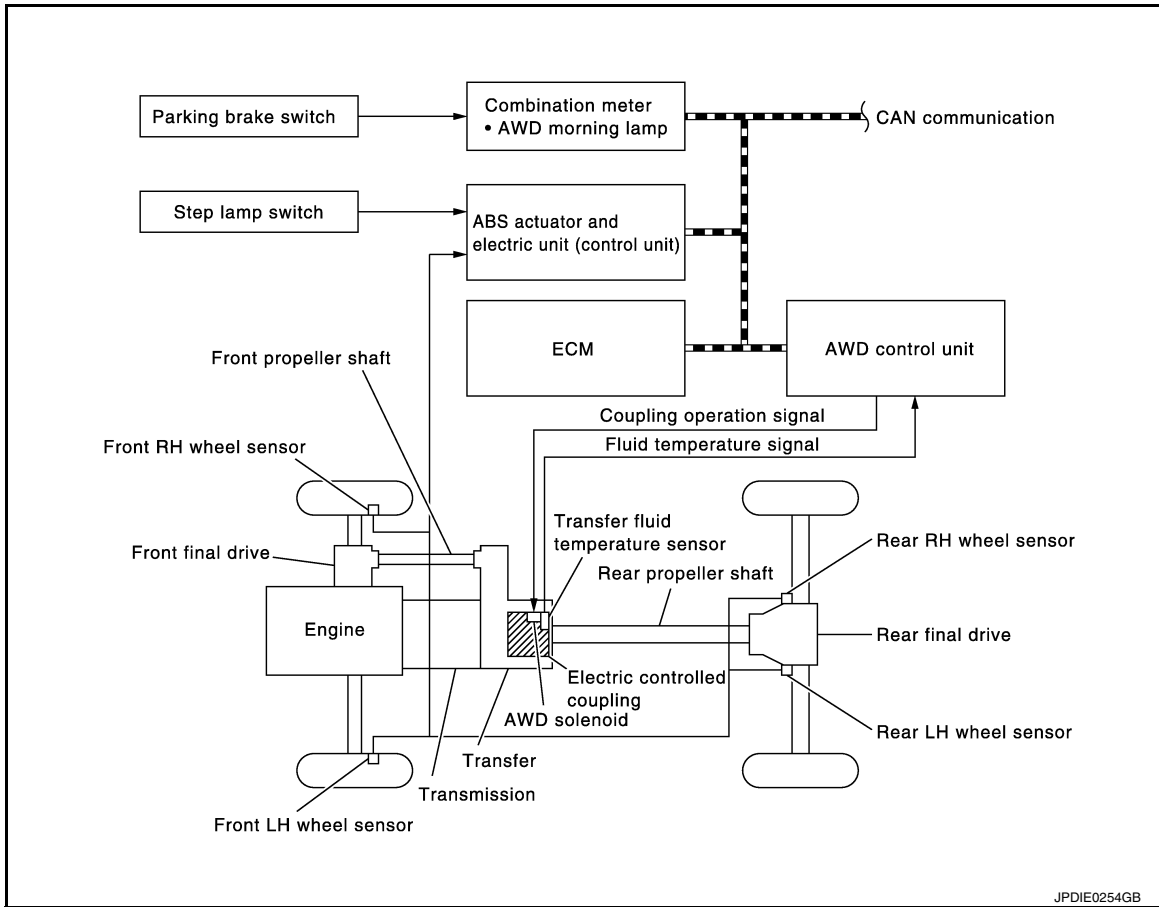 Parking brake switch
Combination meter
• AWD morning lamp
CAN communication
Step lamp switch
ABS actuator and
electric unit (control unit)
ECM
AWD control unit
Front propeller shaft
Coupling operation signal
Fluid temperature signal
Front RH wheel sensor
Transfer fluid
temperature sensor
Rear RH wheel sensor
Front final drive
Rear propeller shaft
Engine
Rear final drive
Electric controlled
coupling
AWD solenoid
Rear LH wheel sensor
Transfer
Transmission
Front LH wheel sensor
JPDIE0254GB